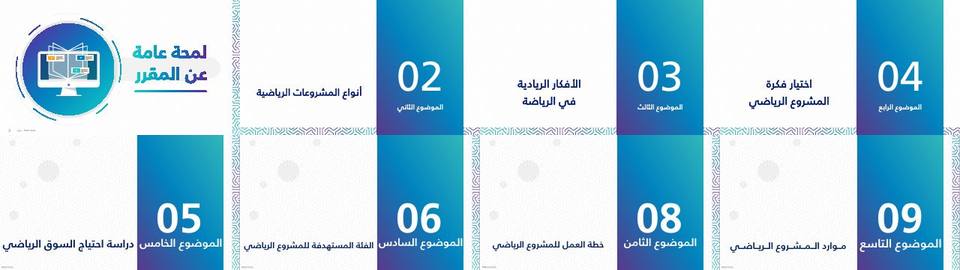 لمحة عامة
عن المقرر
02
الموضوع الثاني
أنواع المشروعات الرياضية
03
الموضوع الثالث
الأفكار الريادية
في الرياضة
04
الموضوع الرابع
اختيار فكرة
المشروع الرياضي
05
الموضوع الخامس
دراسة احتياج السوق الرياضي
06
الموضوع السادس
الفئة المستهدفة للمشروع الرياضي
08
الموضوع الثامن
خطة العمل للمشروع الرياضي
09
الموضوع التاسع
موارد المشروع الرياضي